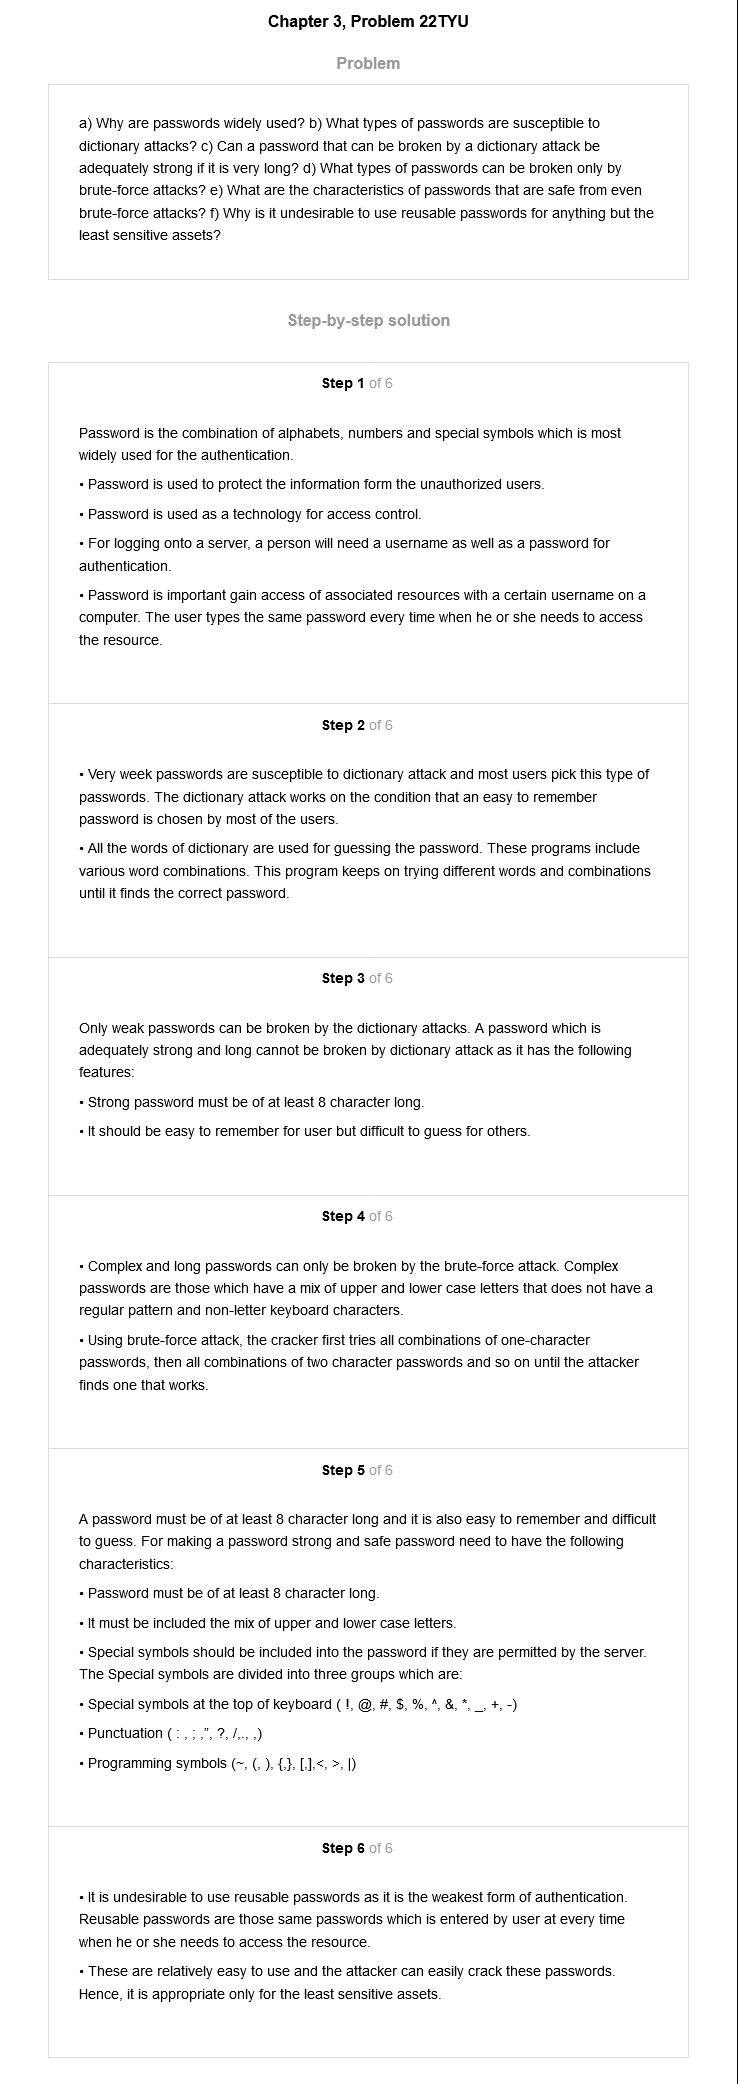 Chapter 3, Problem 22TYU
Problem
a) Why are passwords widely used? b) What types of passwords are susceptible to
dictionary attacks? c) Can a password that can be broken by a dictionary attack be
adequately strong if it is very long? d) What types of passwords can be broken only by
brute-force attacks? e) What are the characteristics of passwords that are safe from even
brute-force attacks? f) Why is it undesirable to use reusable passwords for anything but the
least sensitive assets?
Step-by-step solution
Step 1 of 6
Password is the combination of alphabets, numbers and special symbols which is most
widely used for the authentication.
• Password is used to protect the information form the unauthorized users.
• Password is used as a technology for access control.
• For logging onto a server, a person will need a username as well as a password for
authentication.
• Password is important gain access of associated resources with a certain username on a
computer. The user types the same password every time when he or she needs to access
the resource.
Step 2 of 6
• Very week passwords are susceptible to dictionary attack and most users pick this type of
passwords. The dictionary attack works on the condition that an easy to remember
password is chosen by most of the users.
• All the words of dictionary are used for guessing the password. These programs include
various word combinations. This program keeps on trying different words and combinations
until it finds the correct password.
Step 3 of 6
Only weak passwords can be broken by the dictionary attacks. A password which is
adequately strong and long cannot be broken by dictionary attack as it has the following
features:
• Strong password must be of at least 8 character long.
• It should be easy to remember for user but difficult to guess for others.
Step 4 of 6
• Complex and long passwords can only be broken by the brute-force attack. Complex
passwords are those which have a mix of upper and lower case letters that does not have a
regular pattern and non-letter keyboard characters.
• Using brute-force attack, the cracker first tries all combinations of one-character
passwords, then all combinations of two character passwords and so on until the attacker
finds one that works.
Step 5 of 6
A password must be of at least 8 character long and it is also easy to remember and difficult
to guess. For making a password strong and safe password need to have the following
characteristics:
• Password must be of at least 8 character long.
• It must be included the mix of upper and lower case letters.
• Special symbols should be included into the password if they are permitted by the server.
The Special symbols are divided into three groups which are:
• Special symbols at the top of keyboard ( !, @, #, $, %, ^, &, *, _, +, -)
• Punctuation ( : , ; ,”, ?, /,., ,)
• Programming symbols (~, (, ), {,}, [,],<, >, |)
Step 6 of 6
• It is undesirable to use reusable passwords as it is the weakest form of authentication.
Reusable passwords are those same passwords which is entered by user at every time
when he or she needs to access the resource.
• These are relatively easy to use and the attacker can easily crack these passwords.
Hence, it is appropriate only for the least sensitive assets.